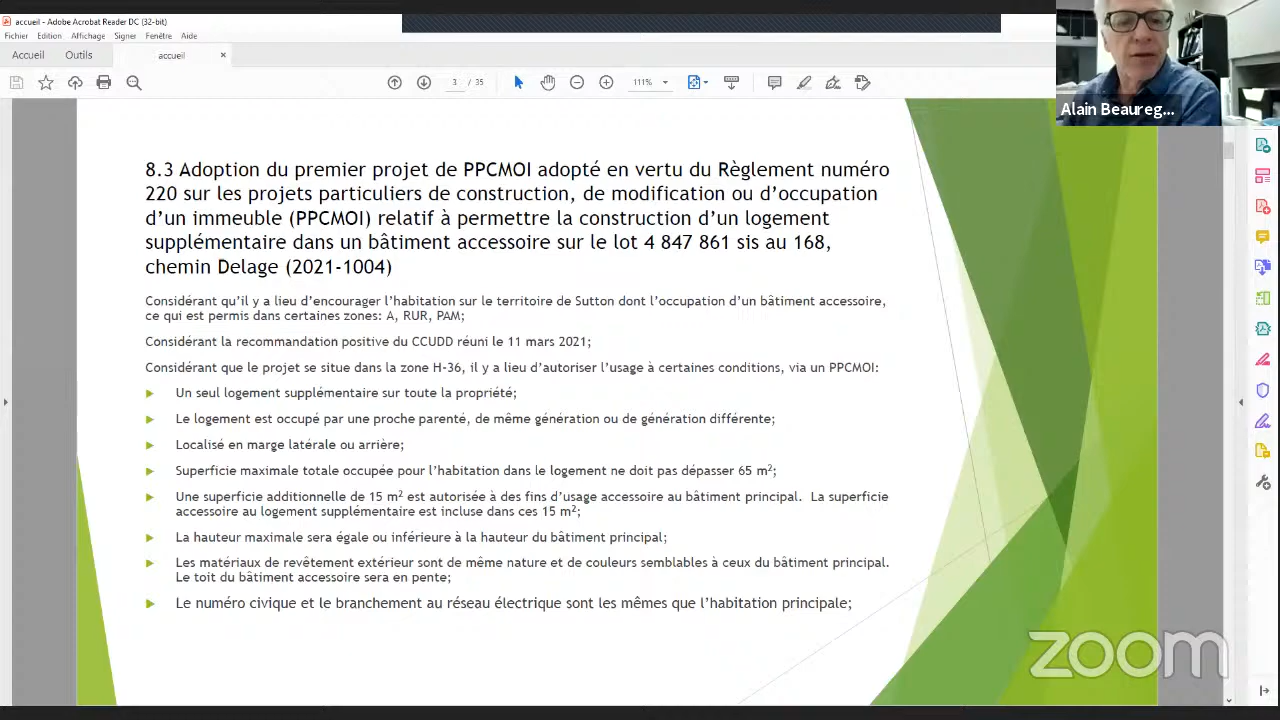 accueil - Adobe Acrobat Reader DC (32-bit)
Fichier Edition Affichage Signer Fenêtre Aide
Accueil Outils accueil ×
3 / 35 111%
Alain Beaureg...
8.3 Adoption du premier projet de PPCMOI adopté en vertu du Règlement numéro
220 sur les projets particuliers de construction, de modification ou d’occupation
d’un immeuble (PPCMOI) relatif à permettre la construction d’un logement
supplémentaire dans un bâtiment accessoire sur le lot 4 847 861 sis au 168,
chemin Delage (2021-1004)
Considérant qu’il y a lieu d’encourager l’habitation sur le territoire de Sutton dont l’occupation d’un bâtiment accessoire,
ce qui est permis dans certaines zones: A, RUR, PAM;
Considérant la recommandation positive du CCUDD réuni le 11 mars 2021;
Considérant que le projet se situe dans la zone H-36, il y a lieu d’autoriser l’usage à certaines conditions, via un PPCMOI:
Un seul logement supplémentaire sur toute la propriété;
Le logement est occupé par une proche parenté, de même génération ou de génération différente;
Localisé en marge latérale ou arrière;
Superficie maximale totale occupée pour l’habitation dans le logement ne doit pas dépasser 65 m²;
Une superficie additionnelle de 15 m² est autorisée à des fins d’usage accessoire au bâtiment principal. La superficie
accessoire au logement supplémentaire est incluse dans ces 15 m²;
La hauteur maximale sera égale ou inférieure à la hauteur du bâtiment principal;
Les matériaux de revêtement extérieur sont de même nature et de couleurs semblables à ceux du bâtiment principal.
Le toit du bâtiment accessoire sera en pente;
Le numéro civique et le branchement au réseau électrique sont les mêmes que l’habitation principale;
zoom